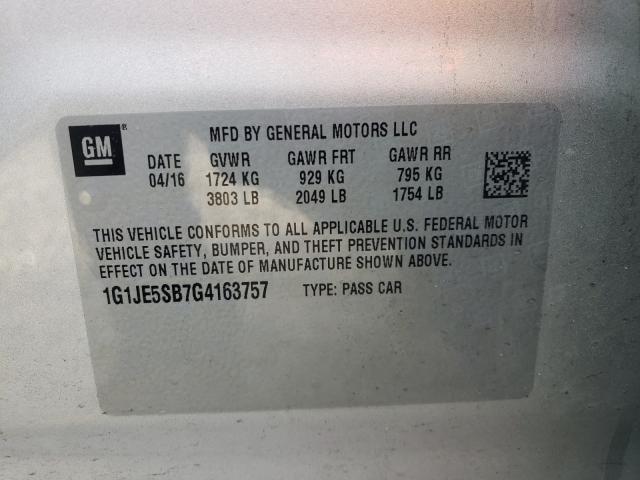 GM®
MFD BY GENERAL MOTORS LLC
DATE GVWR GAWR FRT GAWR RR
04/16 1724 KG 929 KG 795 KG
3803 LB 2049 LB 1754 LB
THIS VEHICLE CONFORMS TO ALL APPLICABLE U.S. FEDERAL MOTOR
VEHICLE SAFETY, BUMPER, AND THEFT PREVENTION STANDARDS IN
EFFECT ON THE DATE OF MANUFACTURE SHOWN ABOVE.
1G1JE5SB7G4163757 TYPE: PASS CAR